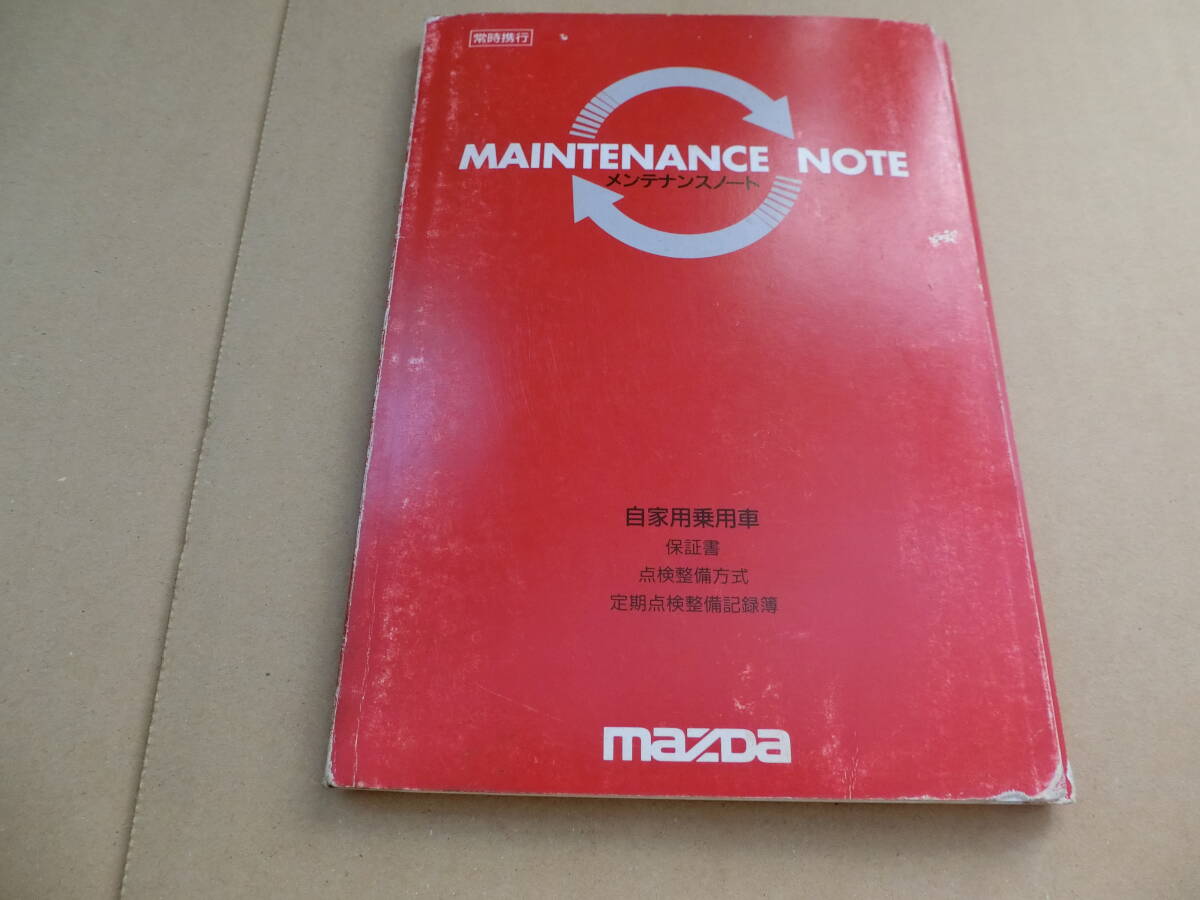 常時携行
MAINTENANCE NOTE
メンテナンスノート
自家用乗用車
保証書
点検整備方式
定期点検整備記録簿
mazDa